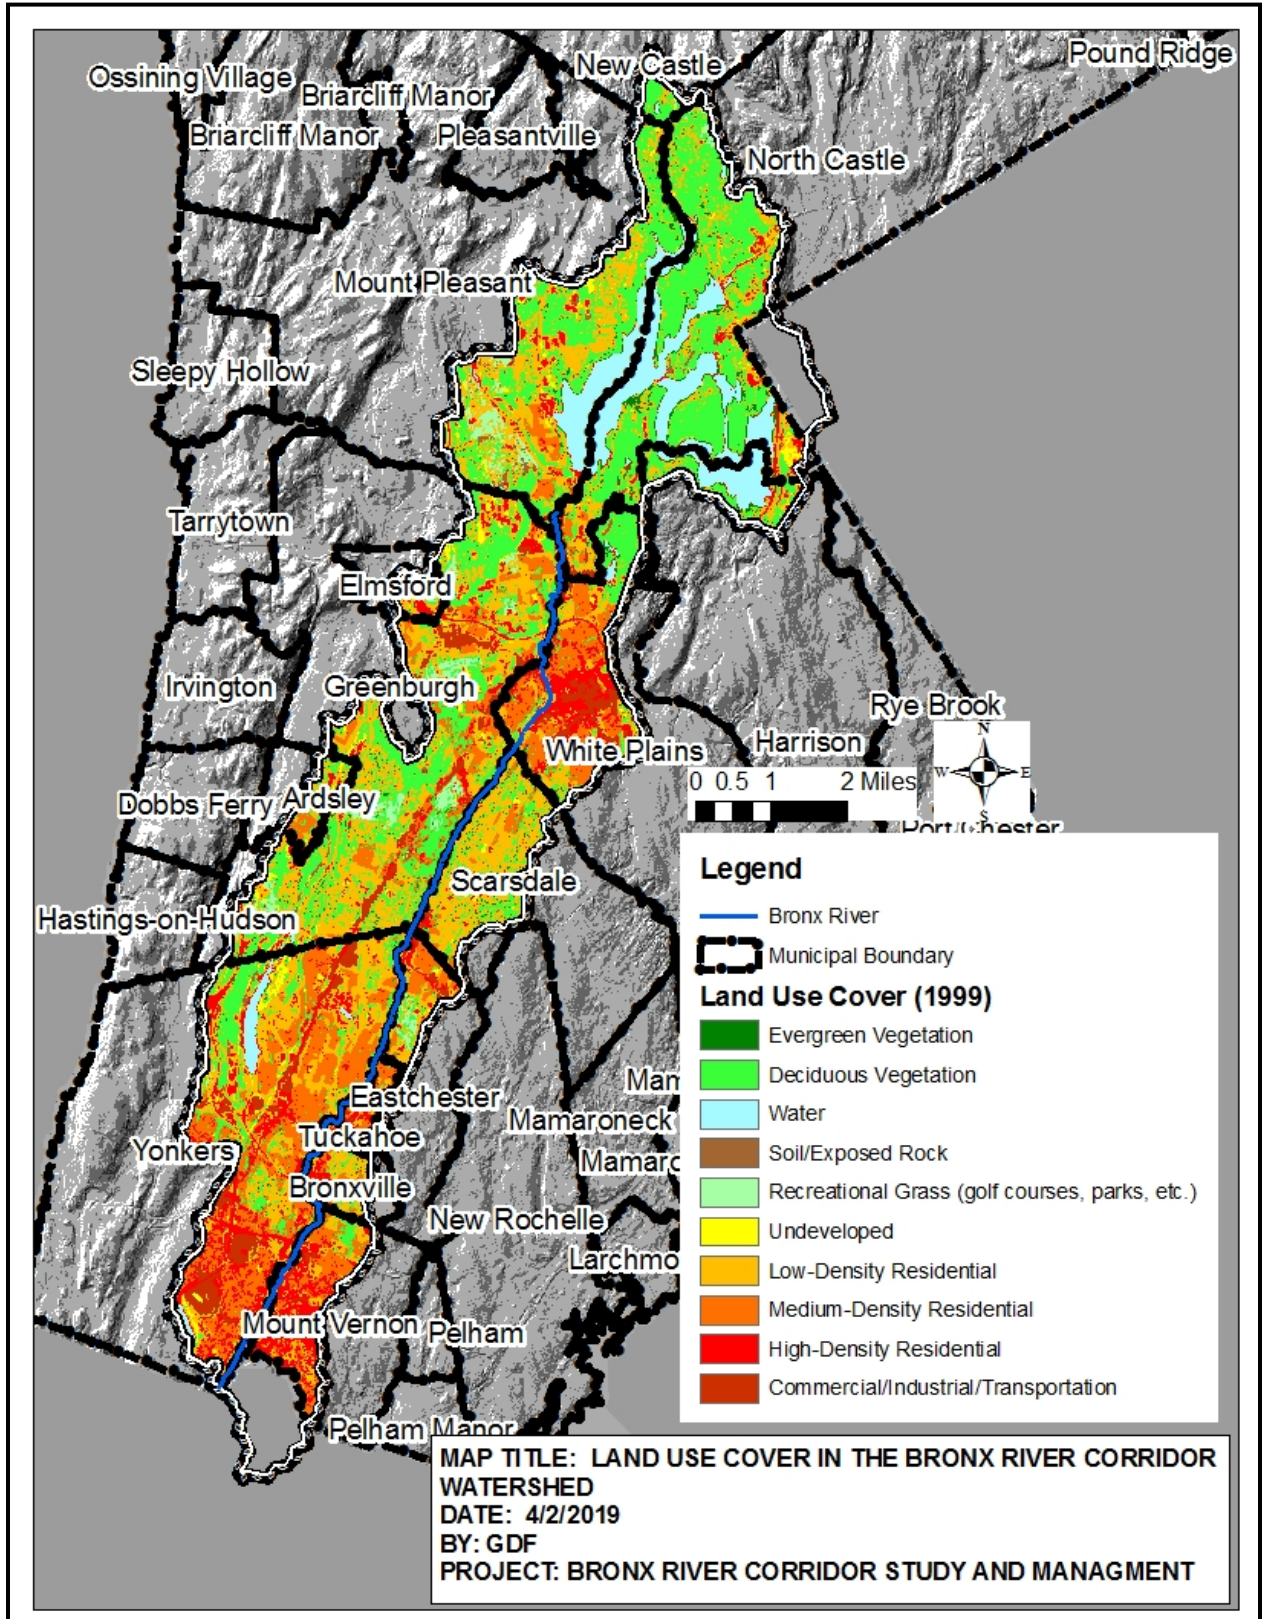 New Castle
Pound Ridge
Ossining Village
Briarcliff Manor
Briarcliff Manor
Pleasantville
North Castle
Mount Pleasant
Sleepy Hollow
Tarrytown
Elmsford
Irvington
Greenburgh
Rye Brook
White Plains
Harrison
N
W
E
S
0 0.5 1 2 Miles
Dobbs Ferry
Ardsley
Port Chester
Scarsdale
Hastings-on-Hudson
Eastchester
Mam
Mamaroneck
Tuckahoe
Yonkers
Mamaro
Bronxville
New Rochelle
Larchmo
Mount Vernon
Pelham
Pelham Manor
Legend
Bronx River
Municipal Boundary
Land Use Cover (1999)
Evergreen Vegetation
Deciduous Vegetation
Water
Soil/Exposed Rock
Recreational Grass (golf courses, parks, etc.)
Undeveloped
Low-Density Residential
Medium-Density Residential
High-Density Residential
Commercial/Industrial/Transportation
MAP TITLE: LAND USE COVER IN THE BRONX RIVER CORRIDOR
WATERSHED
DATE: 4/2/2019
BY: GDF
PROJECT: BRONX RIVER CORRIDOR STUDY AND MANAGMENT